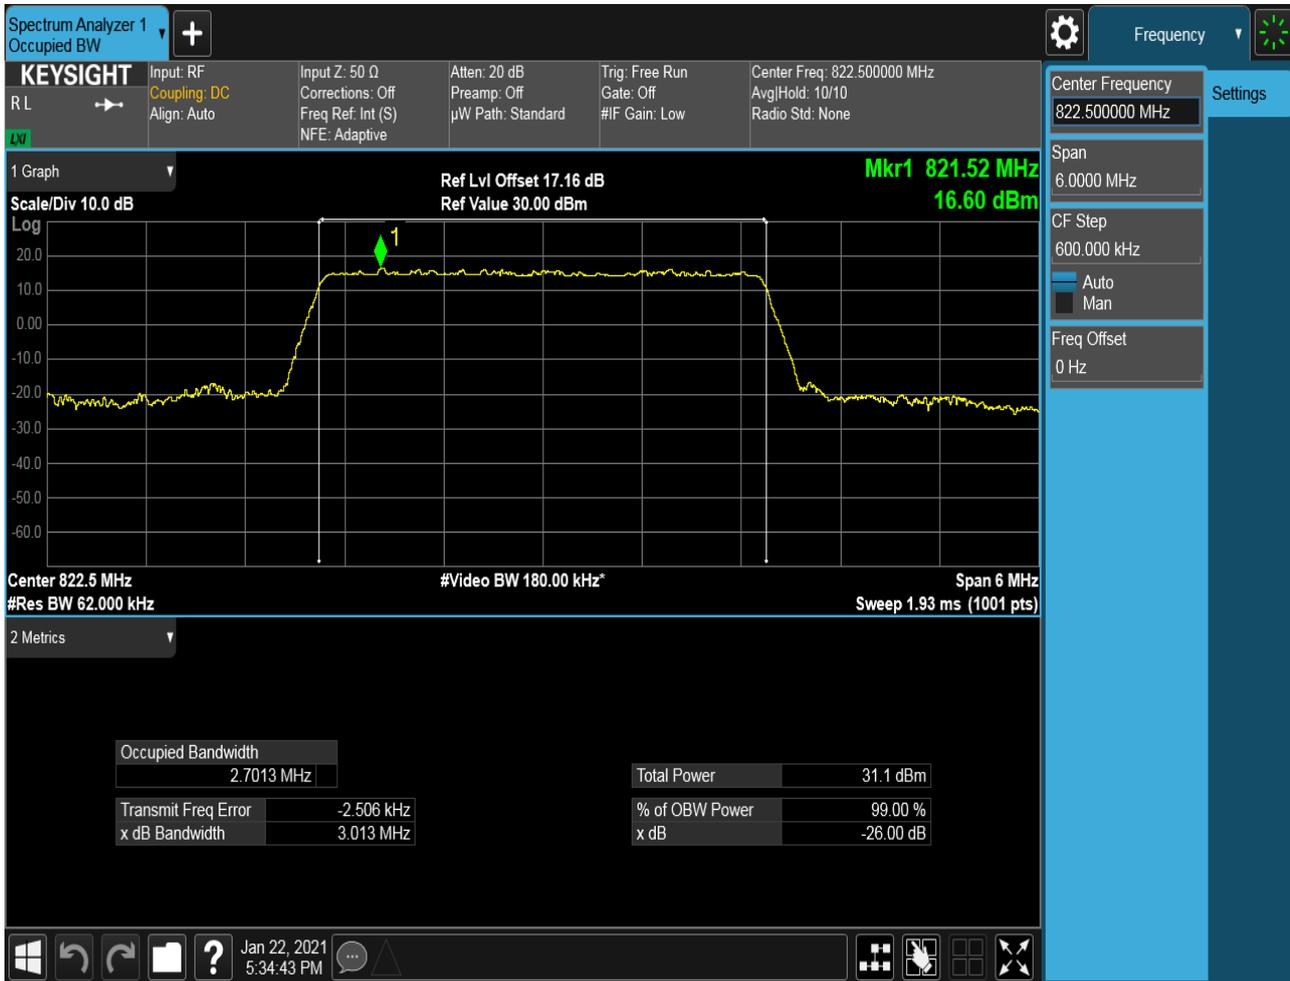 Spectrum Analyzer 1
Occupied BW
Frequency
KEYSIGHT
R L
LXI
Input: RF
Coupling: DC
Align: Auto
Input Z: 50 Ω
Corrections: Off
Freq Ref: Int (S)
NFE: Adaptive
Atten: 20 dB
Preamp: Off
µW Path: Standard
Trig: Free Run
Gate: Off
#IF Gain: Low
Center Freq: 822.500000 MHz
Avg|Hold: 10/10
Radio Std: None
Center Frequency
822.500000 MHz
Settings
Span
6.0000 MHz
CF Step
600.000 kHz
Auto
Man
Freq Offset
0 Hz
1 Graph
Scale/Div 10.0 dB
Log
Ref Lvl Offset 17.16 dB
Ref Value 30.00 dBm
Mkr1 821.52 MHz
16.60 dBm
1
20.0
10.0
0.00
-10.0
-20.0
-30.0
-40.0
-50.0
-60.0
Center 822.5 MHz
#Video BW 180.00 kHz*
Span 6 MHz
#Res BW 62.000 kHz
Sweep 1.93 ms (1001 pts)
2 Metrics
Occupied Bandwidth
2.7013 MHz
Total Power 31.1 dBm
Transmit Freq Error -2.506 kHz
% of OBW Power 99.00 %
x dB Bandwidth 3.013 MHz
x dB -26.00 dB
?
Jan 22, 2021
5:34:43 PM